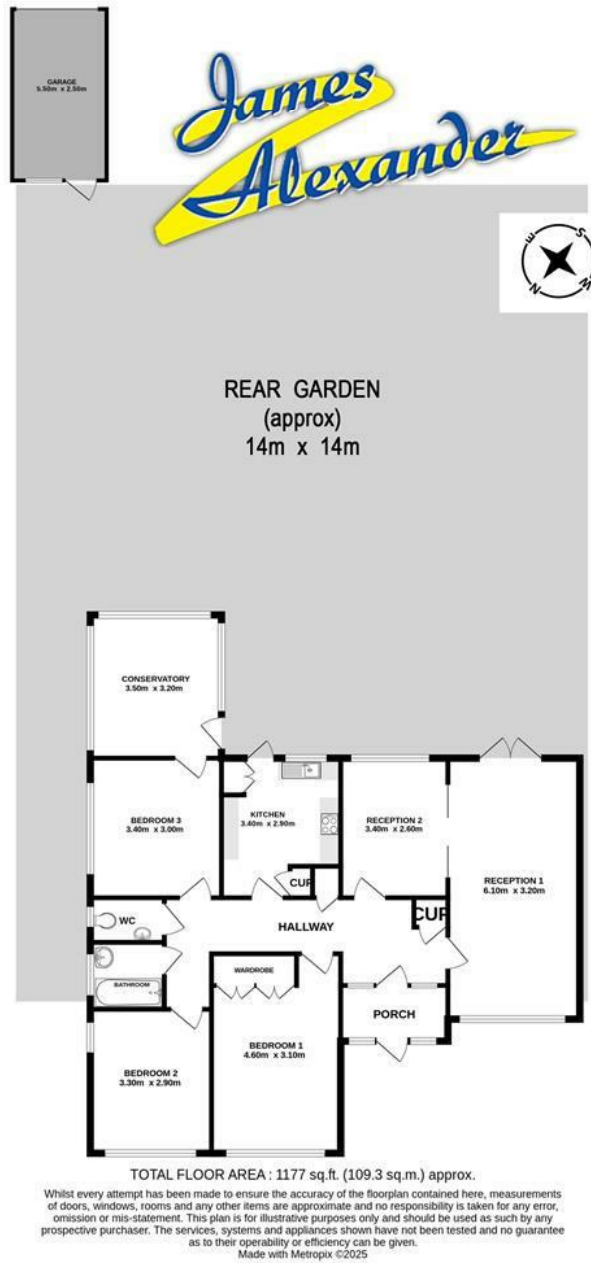 GARAGE
5.50m x 2.50m
James
Alexander
E
S
N
W
REAR GARDEN
(approx)
14m x 14m
CONSERVATORY
3.50m x 3.20m
BEDROOM 3
3.40m x 3.00m
KITCHEN
3.40m x 2.90m
RECEPTION 2
3.40m x 2.60m
RECEPTION 1
6.10m x 3.20m
CUP
CUP
WC
HALLWAY
BATHROOM
WARDROBE
PORCH
BEDROOM 1
4.60m x 3.10m
BEDROOM 2
3.30m x 2.90m
TOTAL FLOOR AREA : 1177 sq.ft. (109.3 sq.m.) approx.
Whilst every attempt has been made to ensure the accuracy of the floorplan contained here, measurements
of doors, windows, rooms and any other items are approximate and no responsibility is taken for any error,
omission or mis-statement. This plan is for illustrative purposes only and should be used as such by any
prospective purchaser. The services, systems and appliances shown have not been tested and no guarantee
as to their operability or efficiency can be given.
Made with Metropix ©2025